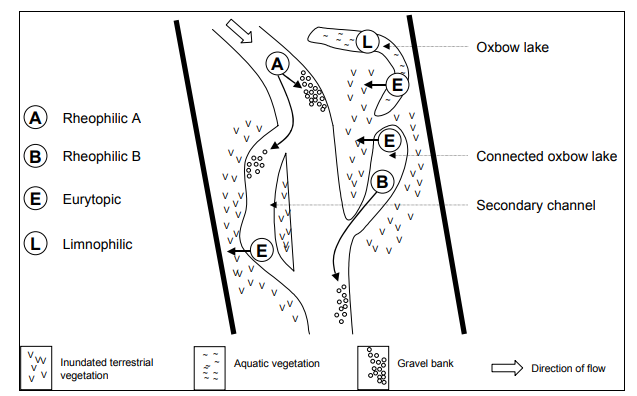 L
Oxbow lake
A
E
A Rheophilic A
E
B Rheophilic B
Connected oxbow lake
B
E Eurytopic
Secondary channel
L Limnophilic
E
Inundated terrestrial
vegetation
Aquatic vegetation
Gravel bank
Direction of flow